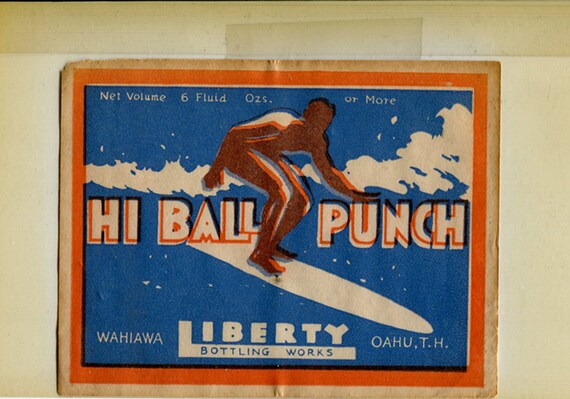 Net Volume 6 Fluid Ozs. or More
HI BALL PUNCH
WAHIAWA LIBERTY OAHU, T.H.
BOTTLING WORKS